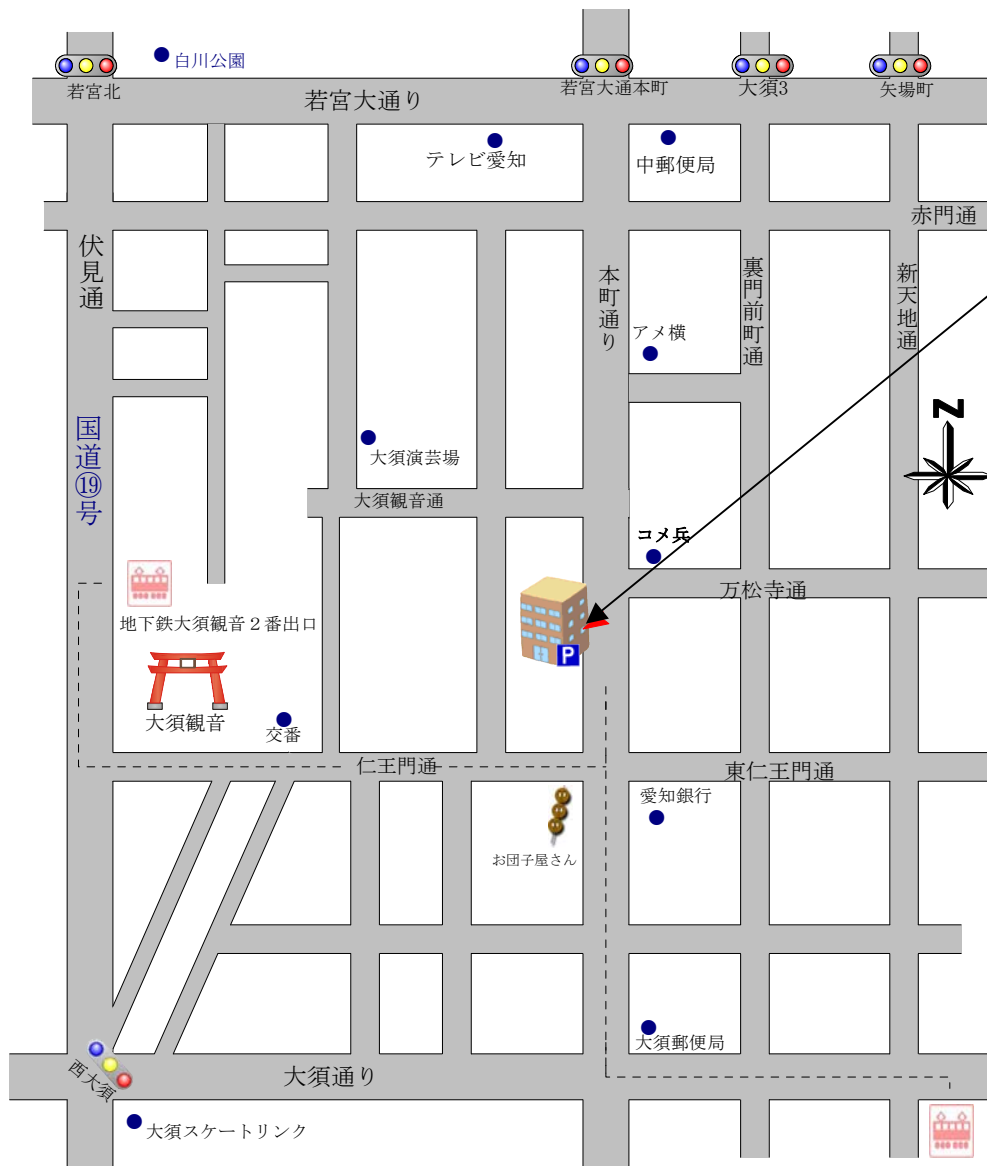 白川公園
若宮北
若宮大通り
若宮大通本町
大須3
矢場町
テレビ愛知
中郵便局
赤門通
伏見通
本町通り
裏門前町通
新天地通
アメ横
N
国道⑲号
大須演芸場
大須観音通
コメ兵
万松寺通
地下鉄大須観音２番出口
P
大須観音
交番
仁王門通
東仁王門通
愛知銀行
お団子屋さん
大須郵便局
西大須
大須通り
大須スケートリンク